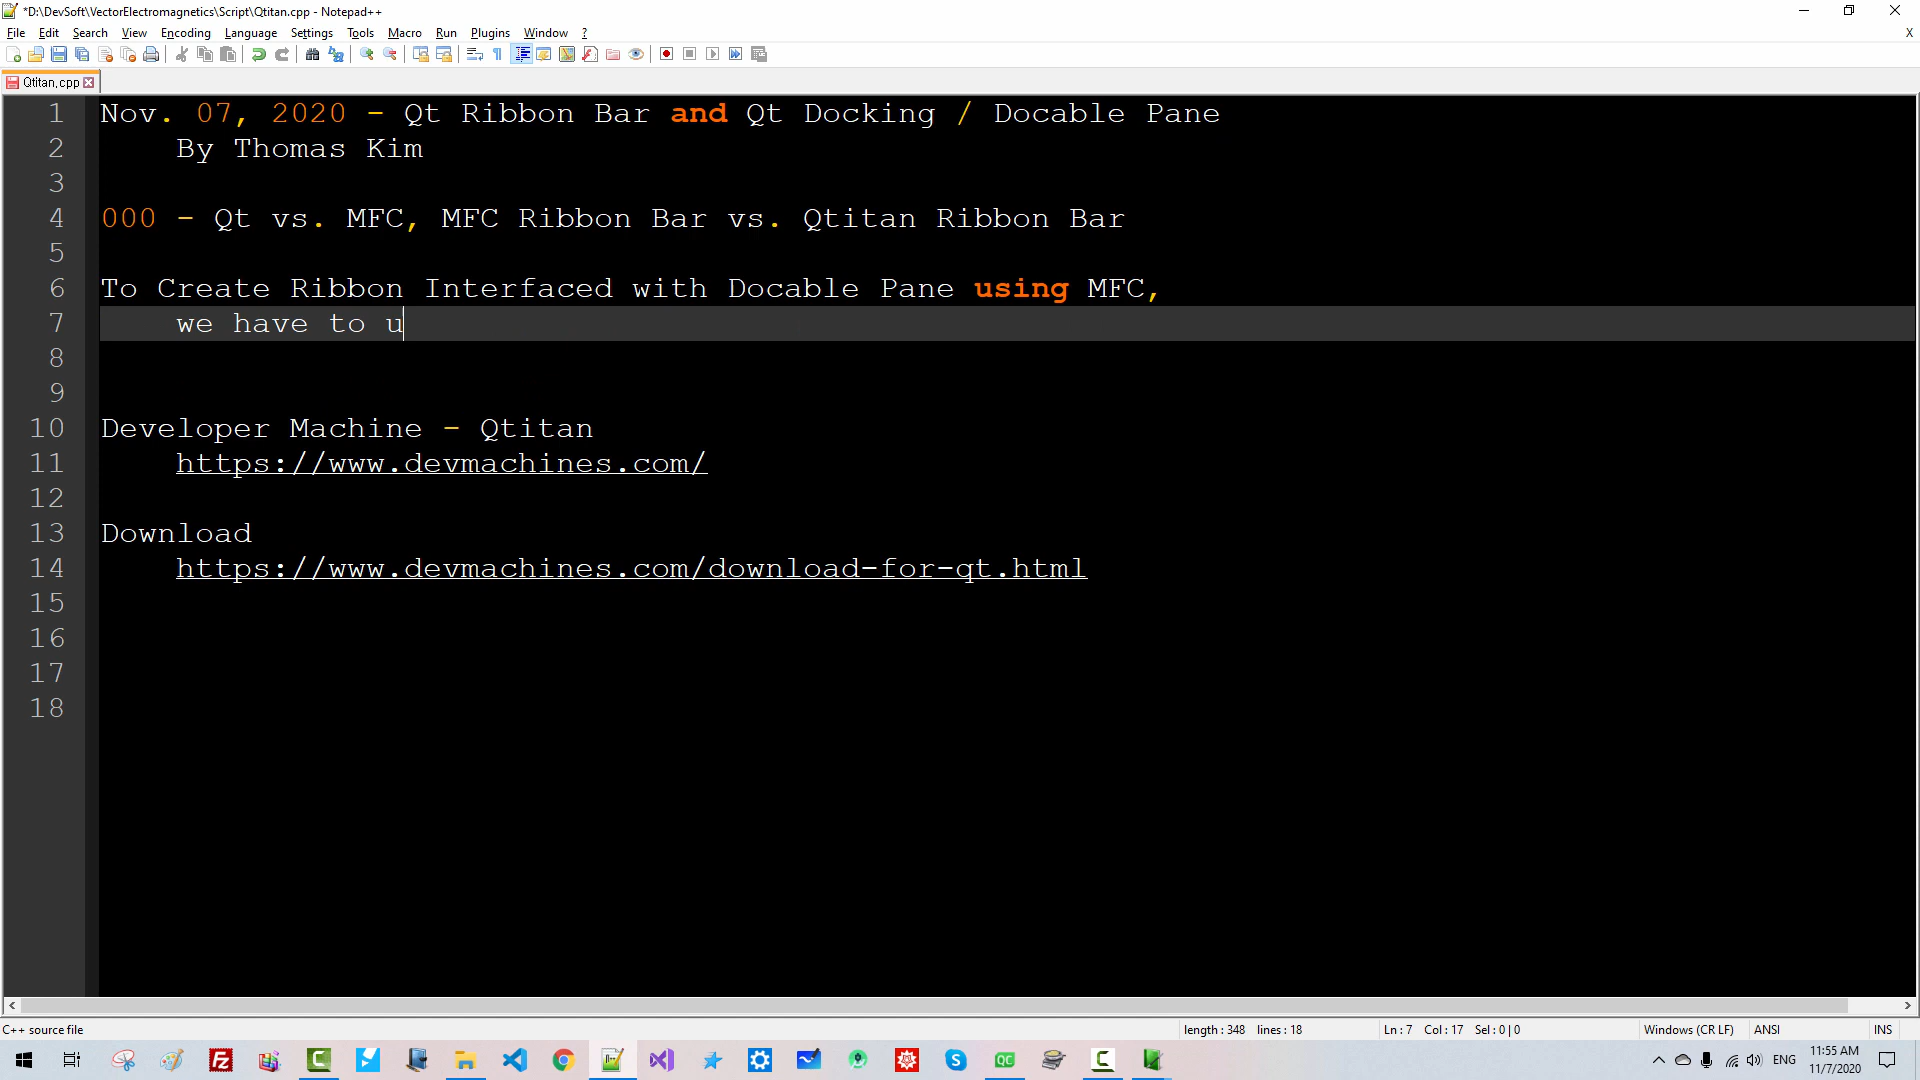 *D:\DevSoft\VectorElectromagnetics\Script\Qtitan.cpp - Notepad++
File Edit Search View Encoding Language Settings Tools Macro Run Plugins Window ? X
Qtitan.cpp
1 Nov. 07, 2020 - Qt Ribbon Bar and Qt Docking / Docable Pane
2 By Thomas Kim
3
4 000 - Qt vs. MFC, MFC Ribbon Bar vs. Qtitan Ribbon Bar
5
6 To Create Ribbon Interfaced with Docable Pane using MFC,
7 we have to u
8
9
10 Developer Machine - Qtitan
11 https://www.devmachines.com/
12
13 Download
14 https://www.devmachines.com/download-for-qt.html
15
16
17
18
C++ source file length : 348 lines : 18 Ln : 7 Col : 17 Sel : 0 | 0 Windows (CR LF) ANSI INS
ENG 11:55 AM
11/7/2020